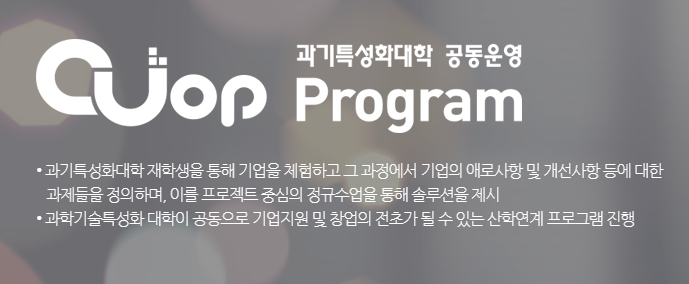 CUop 과기특성화대학 공동운영
Program
• 과기특성화대학 재학생을 통해 기업을 체험하고 그 과정에서 기업의 애로사항 및 개선사항 등에 대한
과제들을 정의하며, 이를 프로젝트 중심의 정규수업을 통해 솔루션을 제시
• 과학기술특성화 대학이 공동으로 기업지원 및 창업의 전초가 될 수 있는 산학연계 프로그램 진행